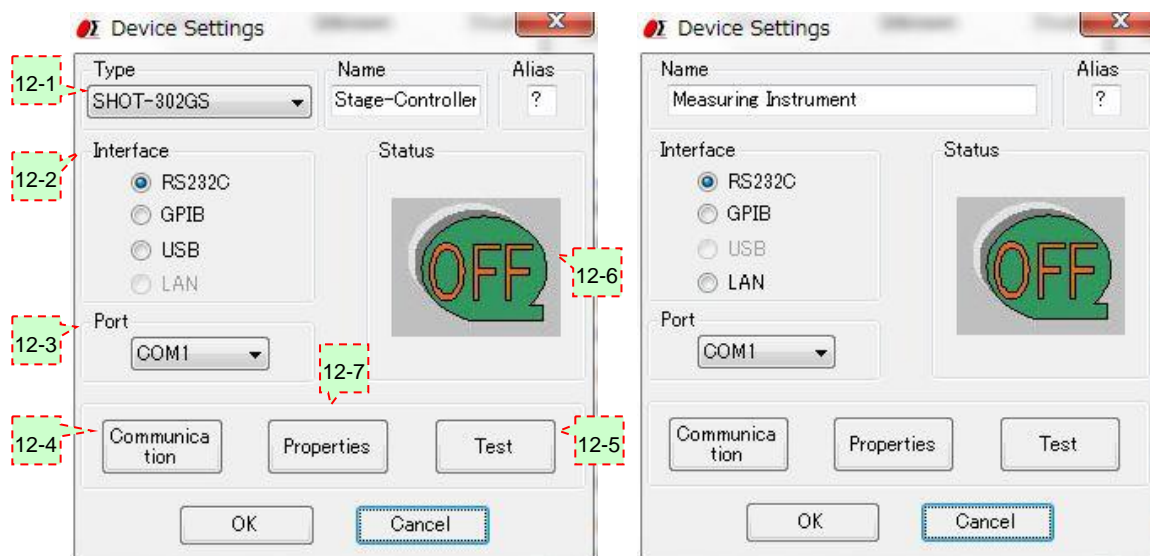 Device Settings
X
12-1
Type
SHOT-302GS
Name
Stage-Controller
Alias
?
12-2
Interface
RS232C
GPIB
USB
LAN
Status
OFF
12-6
12-3
Port
COM1
12-7
12-4
Communica
tion
Properties
Test
12-5
OK
Cancel
Device Settings
X
Name
Measuring Instrument
Alias
?
Interface
RS232C
GPIB
USB
LAN
Status
OFF
Port
COM1
Communica
tion
Properties
Test
OK
Cancel